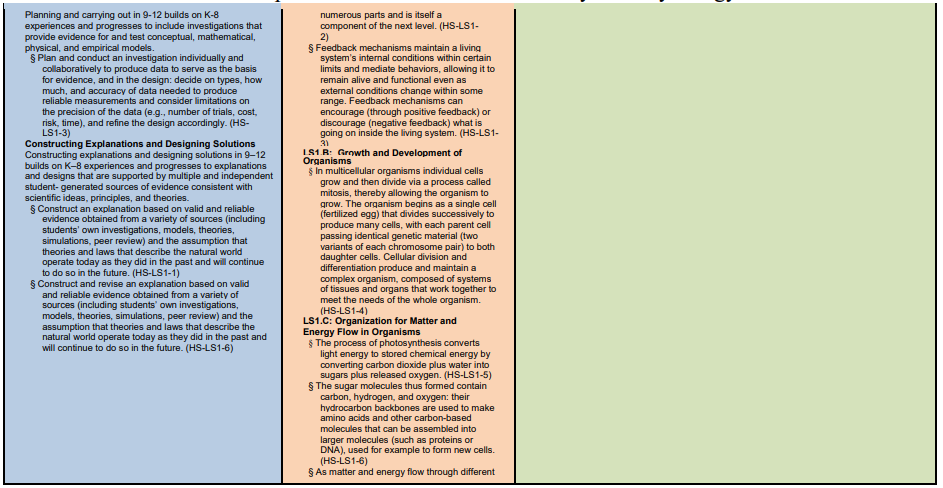 Planning and carrying out in 9-12 builds on K-8
experiences and progresses to include investigations that
provide evidence for and test conceptual, mathematical,
physical, and empirical models.
§ Plan and conduct an investigation individually and
collaboratively to produce data to serve as the basis
for evidence, and in the design: decide on types, how
much, and accuracy of data needed to produce
reliable measurements and consider limitations on
the precision of the data (e.g., number of trials, cost,
risk, time), and refine the design accordingly. (HS-
LS1-3)
Constructing Explanations and Designing Solutions
Constructing explanations and designing solutions in 9–12
builds on K–8 experiences and progresses to explanations
and designs that are supported by multiple and independent
student- generated sources of evidence consistent with
scientific ideas, principles, and theories.
§ Construct an explanation based on valid and reliable
evidence obtained from a variety of sources (including
students' own investigations, models, theories,
simulations, peer review) and the assumption that
theories and laws that describe the natural world
operate today as they did in the past and will continue
to do so in the future. (HS-LS1-1)
§ Construct and revise an explanation based on valid
and reliable evidence obtained from a variety of
sources (including students' own investigations,
models, theories, simulations, peer review) and the
assumption that theories and laws that describe the
natural world operate today as they did in the past and
will continue to do so in the future. (HS-LS1-6)
numerous parts and is itself a
component of the next level. (HS-LS1-
2)
§ Feedback mechanisms maintain a living
system's internal conditions within certain
limits and mediate behaviors, allowing it to
remain alive and functional even as
external conditions change within some
range. Feedback mechanisms can
encourage (through positive feedback) or
discourage (negative feedback) what is
going on inside the living system. (HS-LS1-
3)
LS1.B: Growth and Development of
Organisms
§ In multicellular organisms individual cells
grow and then divide via a process called
mitosis, thereby allowing the organism to
grow. The organism begins as a single cell
(fertilized egg) that divides successively to
produce many cells, with each parent cell
passing identical genetic material (two
variants of each chromosome pair) to both
daughter cells. Cellular division and
differentiation produce and maintain a
complex organism, composed of systems
of tissues and organs that work together to
meet the needs of the whole organism.
(HS-LS1-4)
LS1.C: Organization for Matter and
Energy Flow in Organisms
§ The process of photosynthesis converts
light energy to stored chemical energy by
converting carbon dioxide plus water into
sugars plus released oxygen. (HS-LS1-5)
§ The sugar molecules thus formed contain
carbon, hydrogen, and oxygen: their
hydrocarbon backbones are used to make
amino acids and other carbon-based
molecules that can be assembled into
larger molecules (such as proteins or
DNA), used for example to form new cells.
(HS-LS1-6)
§ As matter and energy flow through different